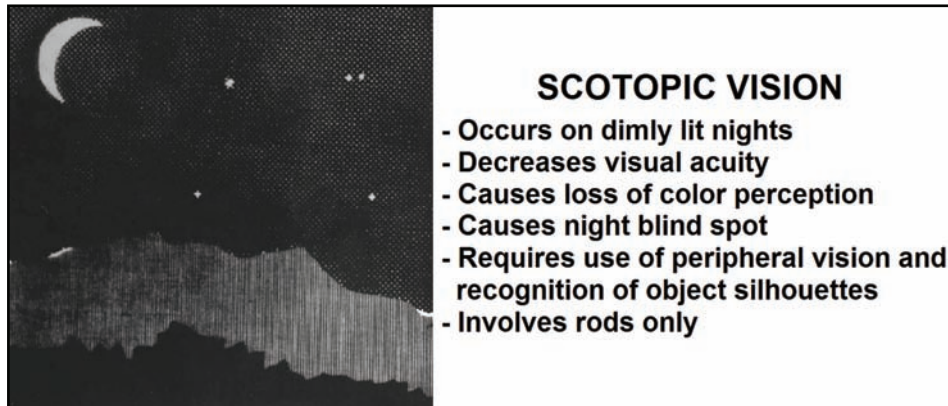 SCOTOPIC VISION
- Occurs on dimly lit nights
- Decreases visual acuity
- Causes loss of color perception
- Causes night blind spot
- Requires use of peripheral vision and
recognition of object silhouettes
- Involves rods only